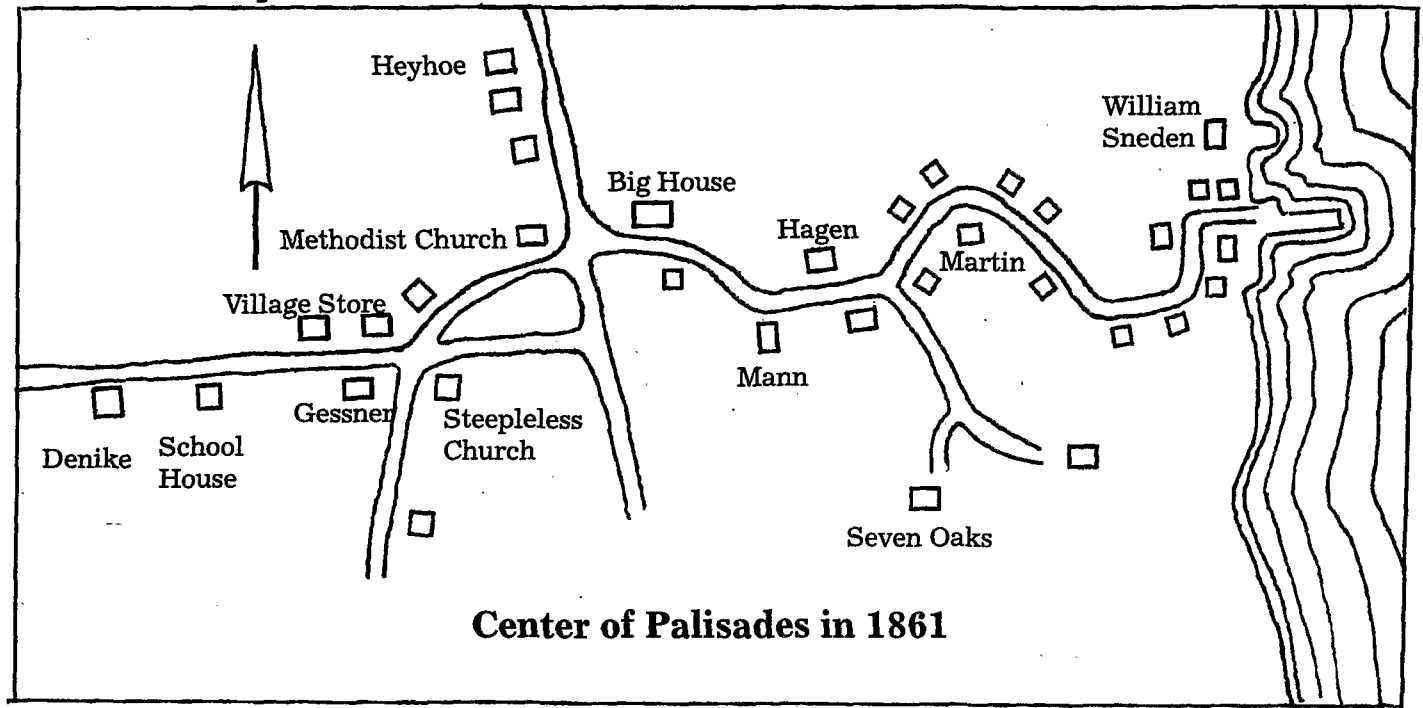 Heyhoe
William
Sneden
Big House
Methodist Church
Hagen
Martin
Village Store
Mann
Gessner
Steepleless
Church
Denike
School
House
Seven Oaks
Center of Palisades in 1861